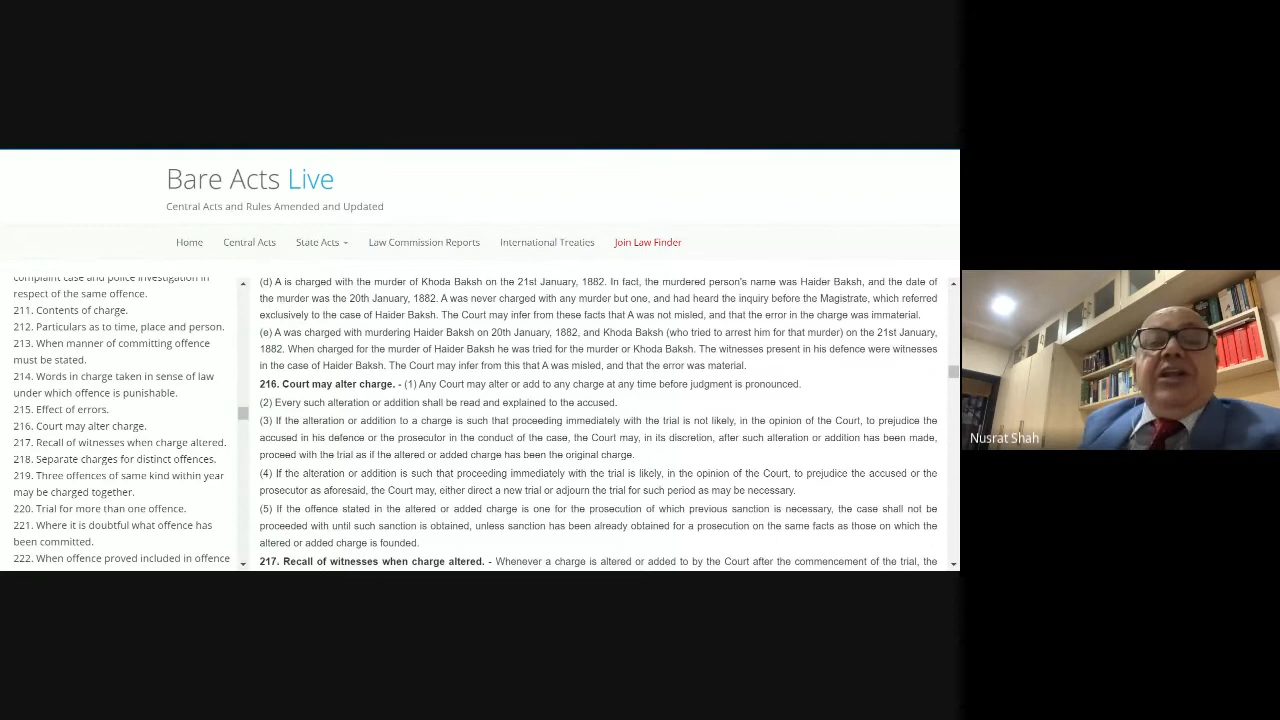 Bare Acts Live
Central Acts and Rules Amended and Updated
Home Central Acts State Acts Law Commission Reports International Treaties Join Law Finder
complaint case and police investigation in
respect of the same offence.
211. Contents of charge.
212. Particulars as to time, place and person.
213. When manner of committing offence
must be stated.
214. Words in charge taken in sense of law
under which offence is punishable.
215. Effect of errors.
216. Court may alter charge.
217. Recall of witnesses when charge altered.
218. Separate charges for distinct offences.
219. Three offences of same kind within year
may be charged together.
220. Trial for more than one offence.
221. Where it is doubtful what offence has
been committed.
222. When offence proved included in offence
(d) A is charged with the murder of Khoda Baksh on the 21st January, 1882. In fact, the murdered person's name was Haider Baksh, and the date of
the murder was the 20th January, 1882. A was never charged with any murder but one, and had heard the inquiry before the Magistrate, which referred
exclusively to the case of Haider Baksh. The Court may infer from these facts that A was not misled, and that the error in the charge was immaterial.
(e) A was charged with murdering Haider Baksh on 20th January, 1882, and Khoda Baksh (who tried to arrest him for that murder) on the 21st January,
1882. When charged for the murder of Haider Baksh he was tried for the murder or Khoda Baksh. The witnesses present in his defence were witnesses
in the case of Haider Baksh. The Court may infer from this that A was misled, and that the error was material.
216. Court may alter charge. - (1) Any Court may alter or add to any charge at any time before judgment is pronounced.
(2) Every such alteration or addition shall be read and explained to the accused.
(3) If the alteration or addition to a charge is such that proceeding immediately with the trial is not likely, in the opinion of the Court, to prejudice the
accused in his defence or the prosecutor in the conduct of the case, the Court may, in its discretion, after such alteration or addition has been made,
proceed with the trial as if the altered or added charge has been the original charge.
(4) If the alteration or addition is such that proceeding immediately with the trial is likely, in the opinion of the Court, to prejudice the accused or the
prosecutor as aforesaid, the Court may, either direct a new trial or adjourn the trial for such period as may be necessary.
(5) If the offence stated in the altered or added charge is one for the prosecution of which previous sanction is necessary, the case shall not be
proceeded with until such sanction is obtained, unless sanction has been already obtained for a prosecution on the same facts as those on which the
altered or added charge is founded.
217. Recall of witnesses when charge altered. - Whenever a charge is altered or added to by the Court after the commencement of the trial, the
Nusrat Shah